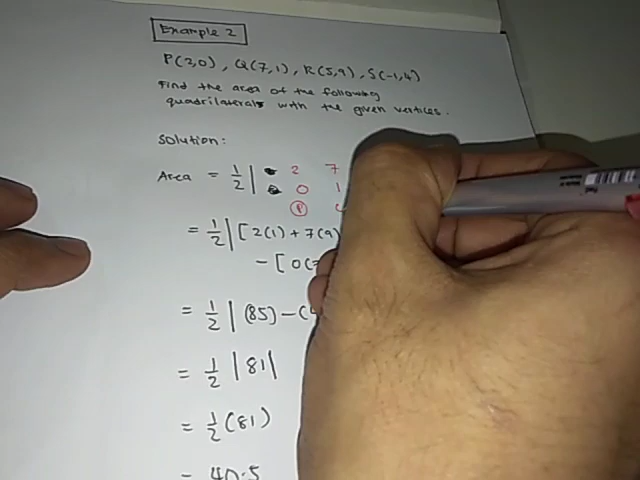 Example 2
P(2,0), Q(7,1), R(5,9), S(-1,4)
Find the area of the following
quadrilaterals with the given vertices.
Solution:
Area = 1/2 | 2 7
0 1
P
= 1/2 | [2(1) + 7(9)
- [0(
= 1/2 | (85) - (
= 1/2 |81|
= 1/2 (81)
= 40.5